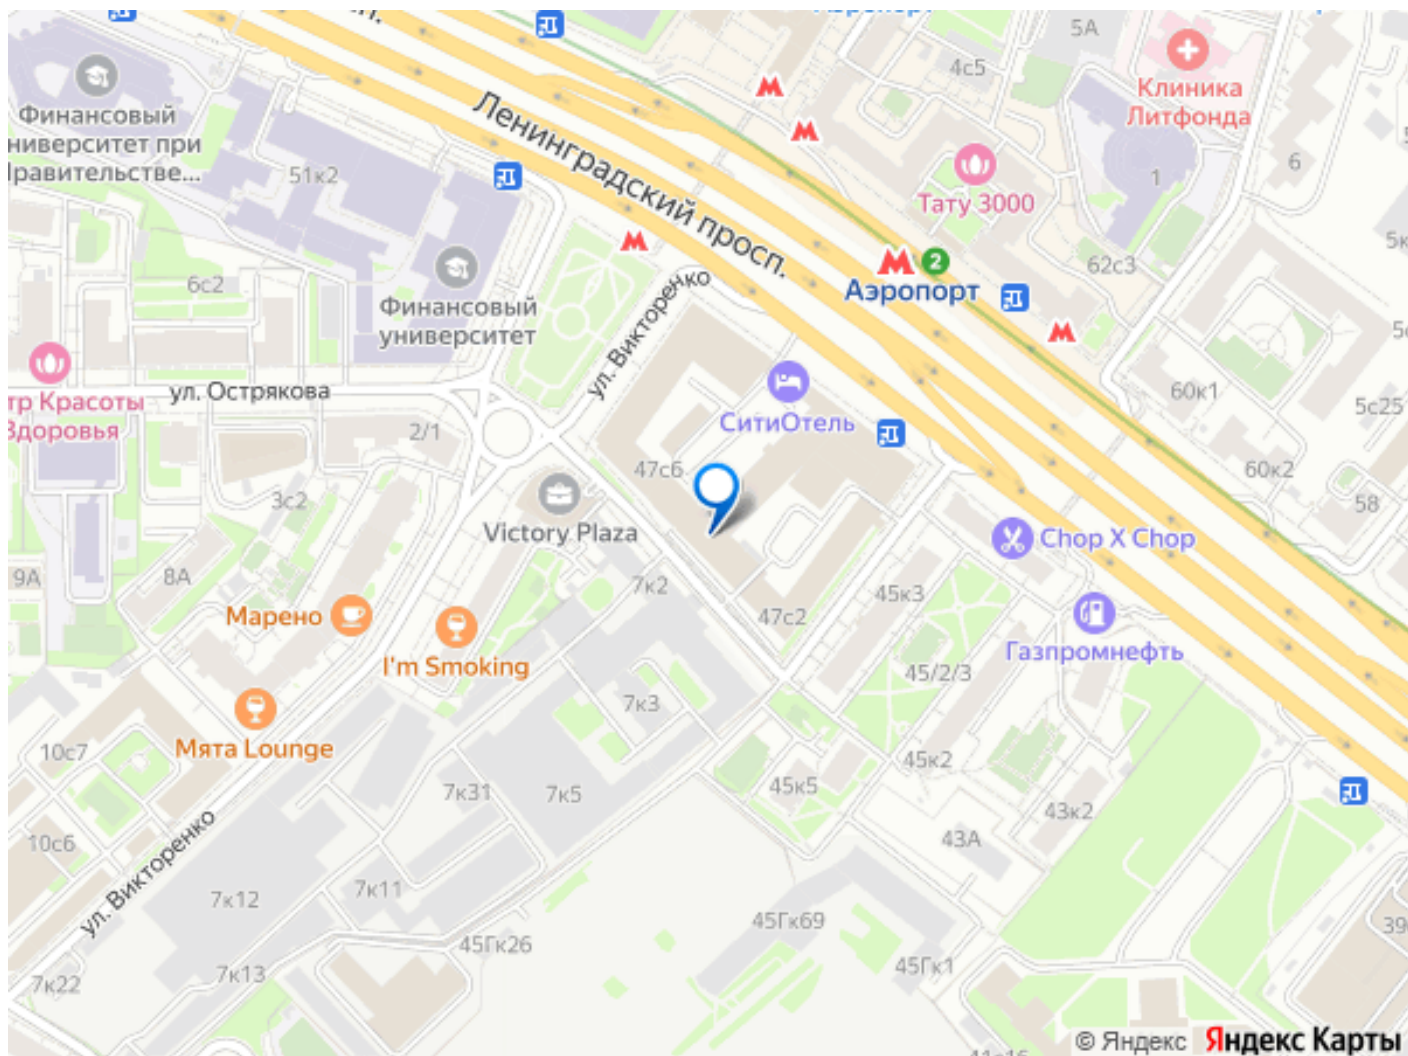 5А
4с5
Клиника
Литфонда
Финансовый
ниверситет при
равительстве...
51к2
Ленинградский просп.
Тату 3000
1
6
62с3
2
Аэропорт
6с2
Финансовый
университет
ул. Викторенко
ул. Острякова
тр Красоты
Здоровья
СитиОтель
60к1
5с25
2/1
47с6
60к2
58
3с2
Victory Plaza
Chop X Chop
9А
8А
7к2
45к3
47с2
Марено
I'm Smoking
Газпромнефть
45/2/3
7к3
Мята Lounge
10с7
45к2
45к5
7к31
7к5
43к2
43А
10с6
ул. Викторенко
7к12
7к11
45Гк69
39
45Гк26
45Гк1
7к13
7к22
© Яндекс Яндекс Карты